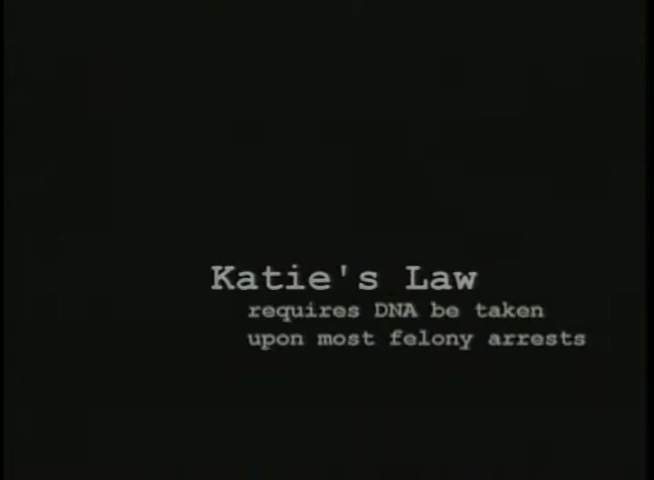 Katie's Law
requires DNA be taken
upon most felony arrests